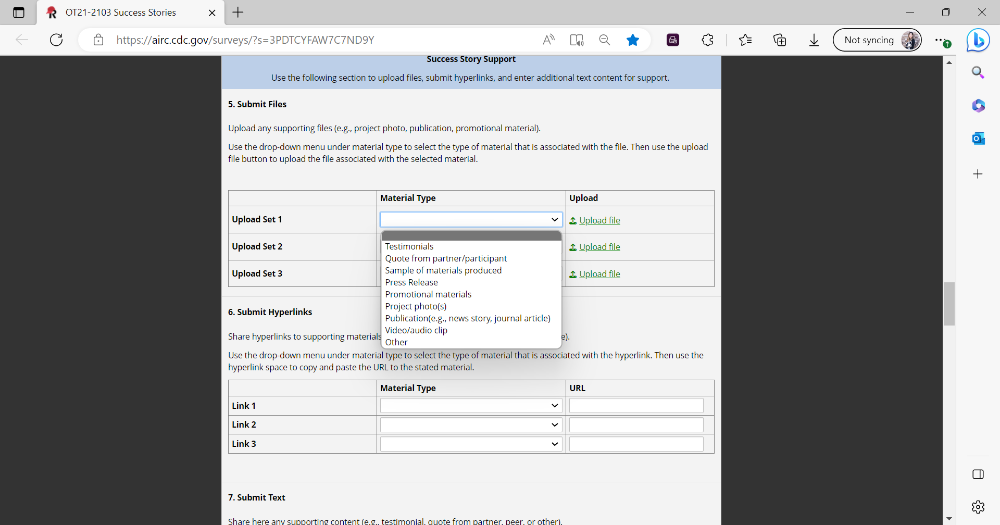 OT21-2103 Success Stories
https://airc.cdc.gov/surveys/?s=3PDTCYFAW7C7ND9Y
Not syncing
Success Story Support
Use the following section to upload files, submit hyperlinks, and enter additional text content for support.
5. Submit Files
Upload any supporting files (e.g., project photo, publication, promotional material).
Use the drop-down menu under material type to select the type of material that is associated with the file. Then use the upload
file button to upload the file associated with the selected material.
Material Type Upload
Upload Set 1 Upload file
Upload Set 2 Upload file
Upload Set 3 Upload file
Testimonials
Quote from partner/participant
Sample of materials produced
Press Release
Promotional materials
Project photo(s)
Publication(e.g., news story, journal article)
Video/audio clip
Other
6. Submit Hyperlinks
Share hyperlinks to supporting materials e).
Use the drop-down menu under material type to select the type of material that is associated with the hyperlink. Then use the
hyperlink space to copy and paste the URL to the stated material.
Material Type URL
Link 1
Link 2
Link 3
7. Submit Text
Share here any supporting content (e.g., testimonial, quote from partner, peer, or other).